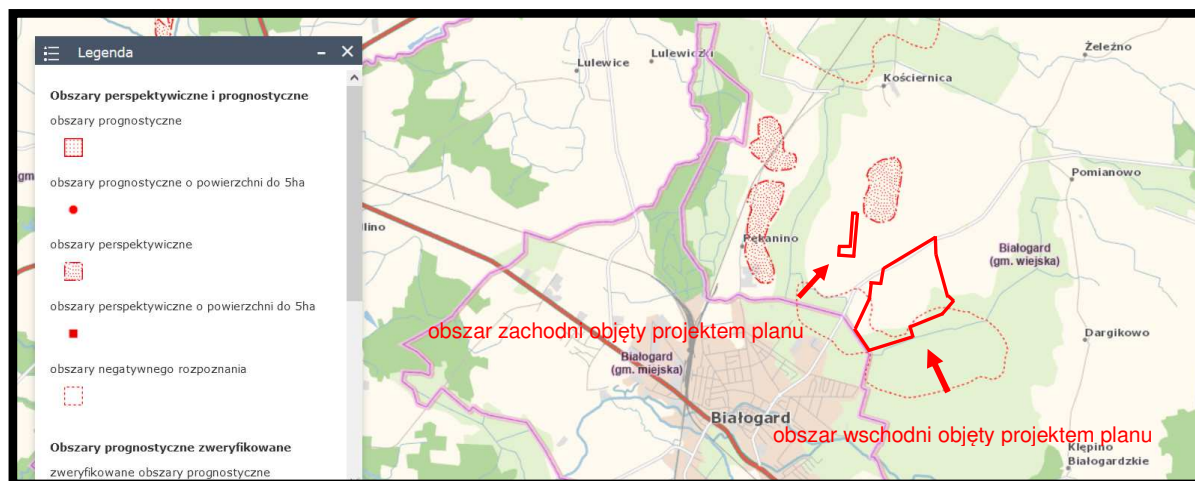 Legenda
Obszary perspektywiczne i prognostyczne
obszary prognostyczne
obszary prognostyczne o powierzchni do 5ha
obszary perspektywiczne
obszary perspektywiczne o powierzchni do 5ha
obszary negatywnego rozpoznania
Obszary prognostyczne zweryfikowane
zweryfikowane obszary prognostyczne
gm
lino
Lulewice
Lulewiczki
Żeleźno
Kościernica
Pomianowo
Pękanino
Białogard
(gm. wiejska)
obszar zachodni objęty projektem planu
Dargikowo
Białogard
(gm. miejska)
Białogard
obszar wschodni objęty projektem planu
Klępino
Białogardzkie